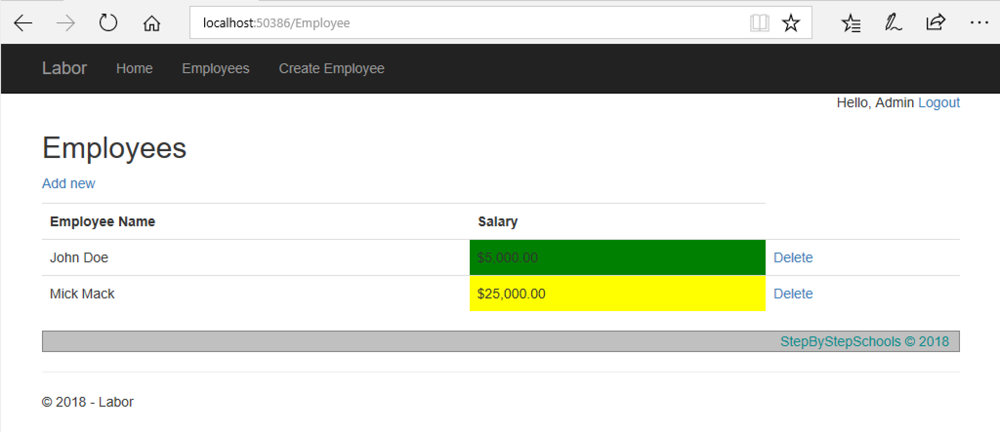 localhost:50386/Employee
Labor Home Employees Create Employee
Hello, Admin Logout
Employees
Add new
Employee Name Salary
John Doe $5,000.00 Delete
Mick Mack $25,000.00 Delete
StepByStepSchools © 2018
© 2018 - Labor